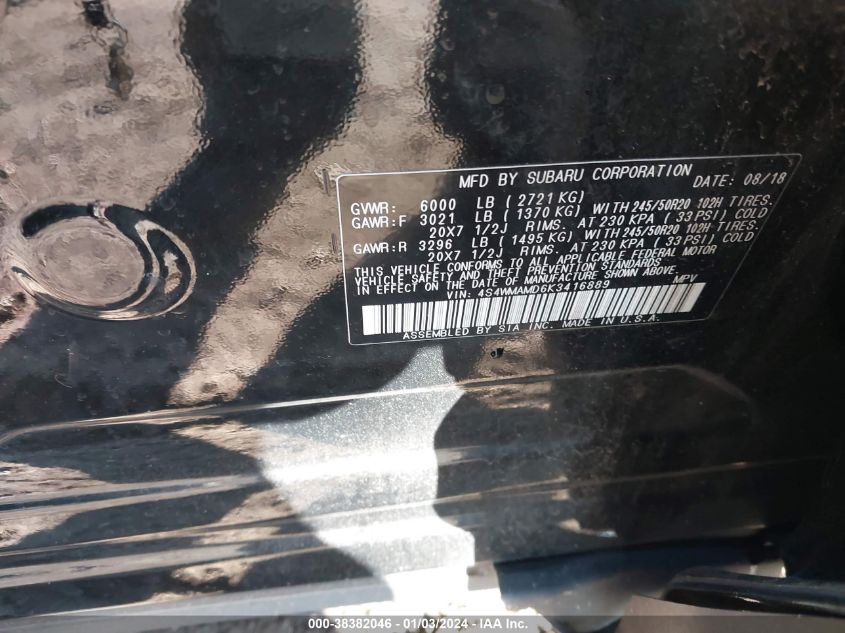 MFD BY SUBARU CORPORATION
DATE: 08/18
GVWR: 6000 LB ( 2721 KG)
GAWR:F 3021 LB ( 1370 KG) WITH 245/50R20 102H TIRES.
20X7 1/2J RIMS. AT 230 KPA ( 33 PSI) COLD
GAWR:R 3296 LB ( 1495 KG) WITH 245/50R20 102H TIRES.
20X7 1/2J RIMS. AT 230 KPA ( 33 PSI) COLD
THIS VEHICLE CONFORMS TO ALL APPLICABLE FEDERAL MOTOR
VEHICLE SAFETY AND THEFT PREVENTION STANDARDS
IN EFFECT ON THE DATE OF MANUFACTURE SHOWN ABOVE.
VIN: 4S4WMAMD6K3416889 MPV
ASSEMBLED BY SIA INC. MADE IN U.S.A.
000-38382046 - 01/03/2024 - IAA Inc.